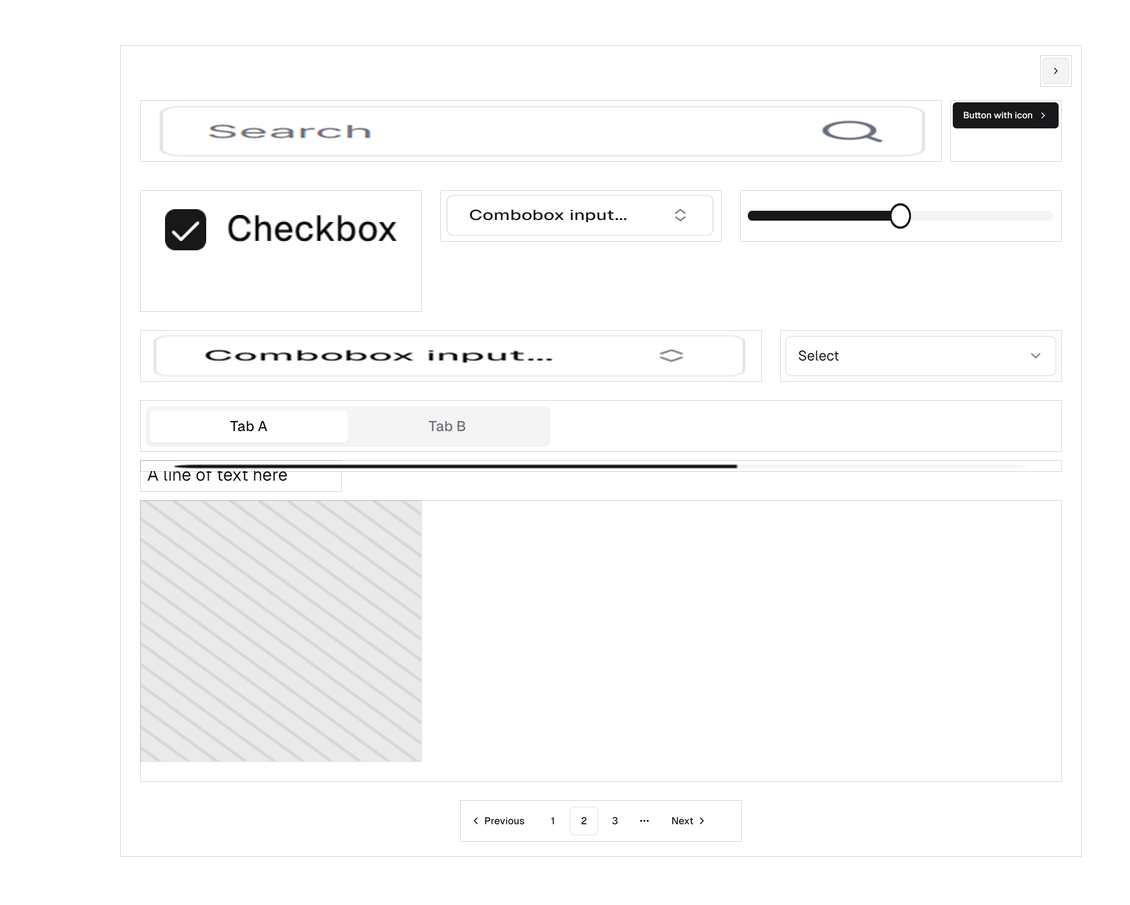 Search
Button with icon
Checkbox
Combobox input...
Combobox input...
Select
Tab A Tab B
A line of text here
Previous 1 2 3 ... Next